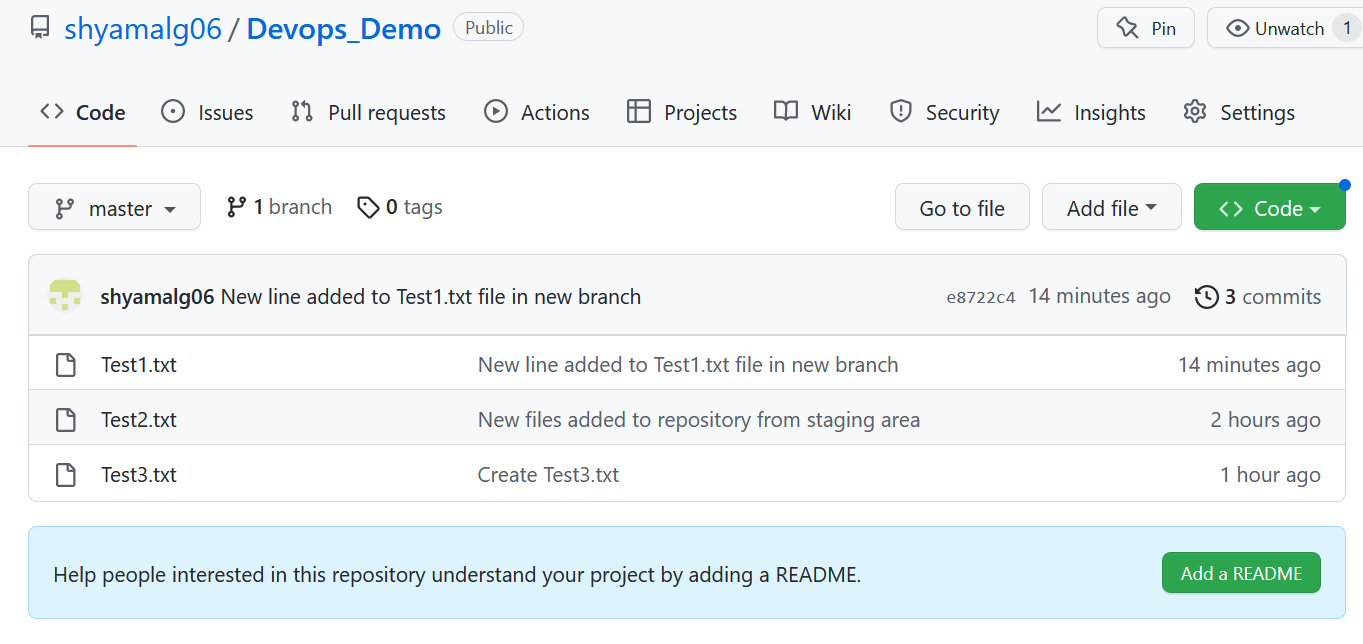 shyamalg06 / Devops_Demo Public Pin Unwatch 1
Code Issues Pull requests Actions Projects Wiki Security Insights Settings
master 1 branch 0 tags Go to file Add file Code
shyamalg06 New line added to Test1.txt file in new branch e8722c4 14 minutes ago 3 commits
Test1.txt New line added to Test1.txt file in new branch 14 minutes ago
Test2.txt New files added to repository from staging area 2 hours ago
Test3.txt Create Test3.txt 1 hour ago
Help people interested in this repository understand your project by adding a README. Add a README